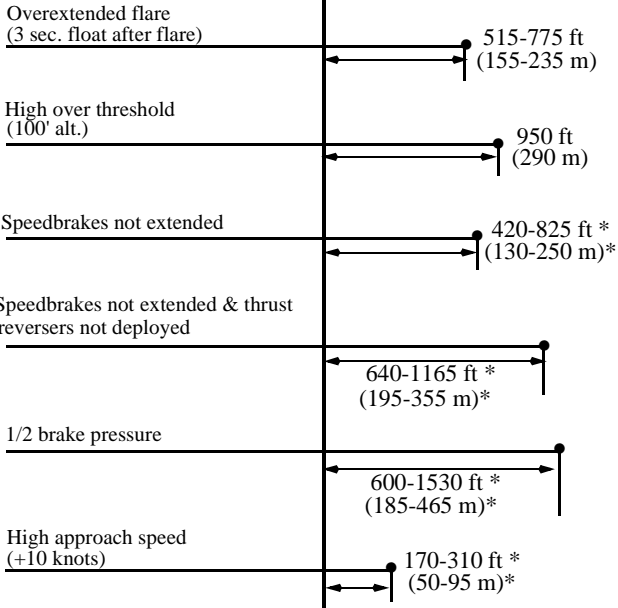 Overextended flare
(3 sec. float after flare)
515-775 ft
(155-235 m)
High over threshold
(100' alt.)
950 ft
(290 m)
Speedbrakes not extended
420-825 ft *
(130-250 m)*
Speedbrakes not extended & thrust
reversers not deployed
640-1165 ft *
(195-355 m)*
1/2 brake pressure
600-1530 ft *
(185-465 m)*
High approach speed
(+10 knots)
170-310 ft *
(50-95 m)*